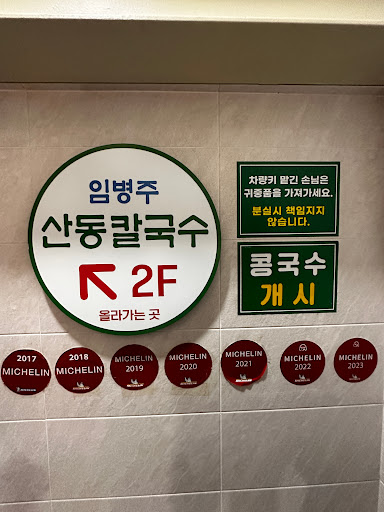 임병주
산동칼국수
2F
올라가는 곳
차량키 맡긴 손님은
귀중품을 가져가세요.
분실시 책임지지
않습니다.
콩국수
개시
2017
MICHELIN
2018
MICHELIN
MICHELIN
2019
MICHELIN
2020
MICHELIN
2021
MICHELIN
2022
MICHELIN
2023